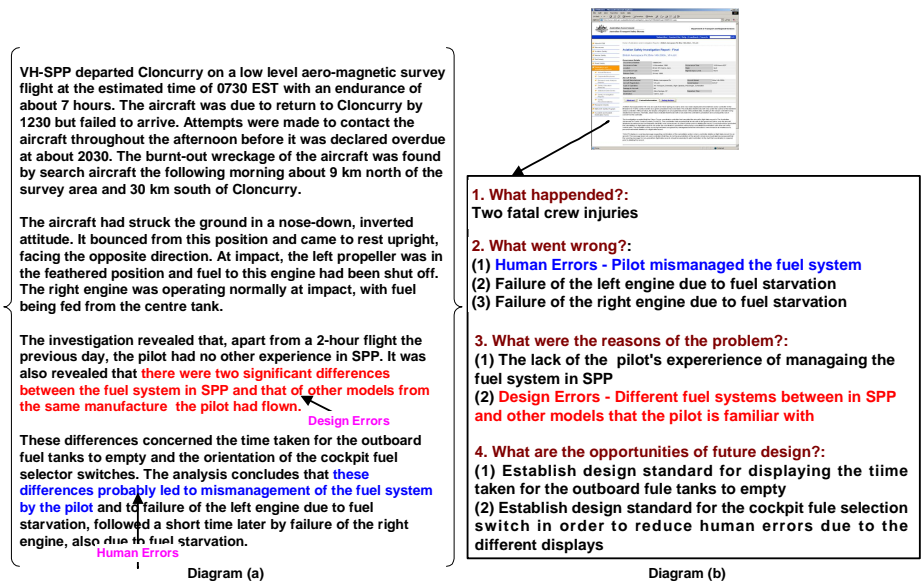 VH-SPP departed Cloncurry on a low level aero-magnetic survey
flight at the estimated time of 0730 EST with an endurance of
about 7 hours. The aircraft was due to return to Cloncurry by
1230 but failed to arrive. Attempts were made to contact the
aircraft throughout the afternoon before it was declared overdue
at about 2030. The burnt-out wreckage of the aircraft was found
by search aircraft the following morning about 9 km north of the
survey area and 30 km south of Cloncurry.
The aircraft had struck the ground in a nose-down, inverted
attitude. It bounced from this position and came to rest upright,
facing the opposite direction. At impact, the left propeller was in
the feathered position and fuel to this engine had been shut off.
The right engine was operating normally at impact, with fuel
being fed from the centre tank.
The investigation revealed that, apart from a 2-hour flight the
previous day, the pilot had no other experience in SPP. It was
also revealed that there were two significant differences
between the fuel system in SPP and that of other models from
the same manufacture the pilot had flown.
Design Errors
These differences concerned the time taken for the outboard
fuel tanks to empty and the orientation of the cockpit fuel
selector switches. The analysis concludes that these
differences probably led to mismanagement of the fuel system
by the pilot and to failure of the left engine due to fuel
starvation, followed a short time later by failure of the right
engine, also due to fuel starvation.
Human Errors
Diagram (a)
1. What happened?:
Two fatal crew injuries
2. What went wrong?:
(1) Human Errors - Pilot mismanaged the fuel system
(2) Failure of the left engine due to fuel starvation
(3) Failure of the right engine due to fuel starvation
3. What were the reasons of the problem?:
(1) The lack of the pilot's expererience of managaing the
fuel system in SPP
(2) Design Errors - Different fuel systems between in SPP
and other models that the pilot is familiar with
4. What are the opportunities of future design?:
(1) Establish design standard for displaying the tiime
taken for the outboard fule tanks to empty
(2) Establish design standard for the cockpit fule selection
switch in order to reduce human errors due to the
different displays
Diagram (b)